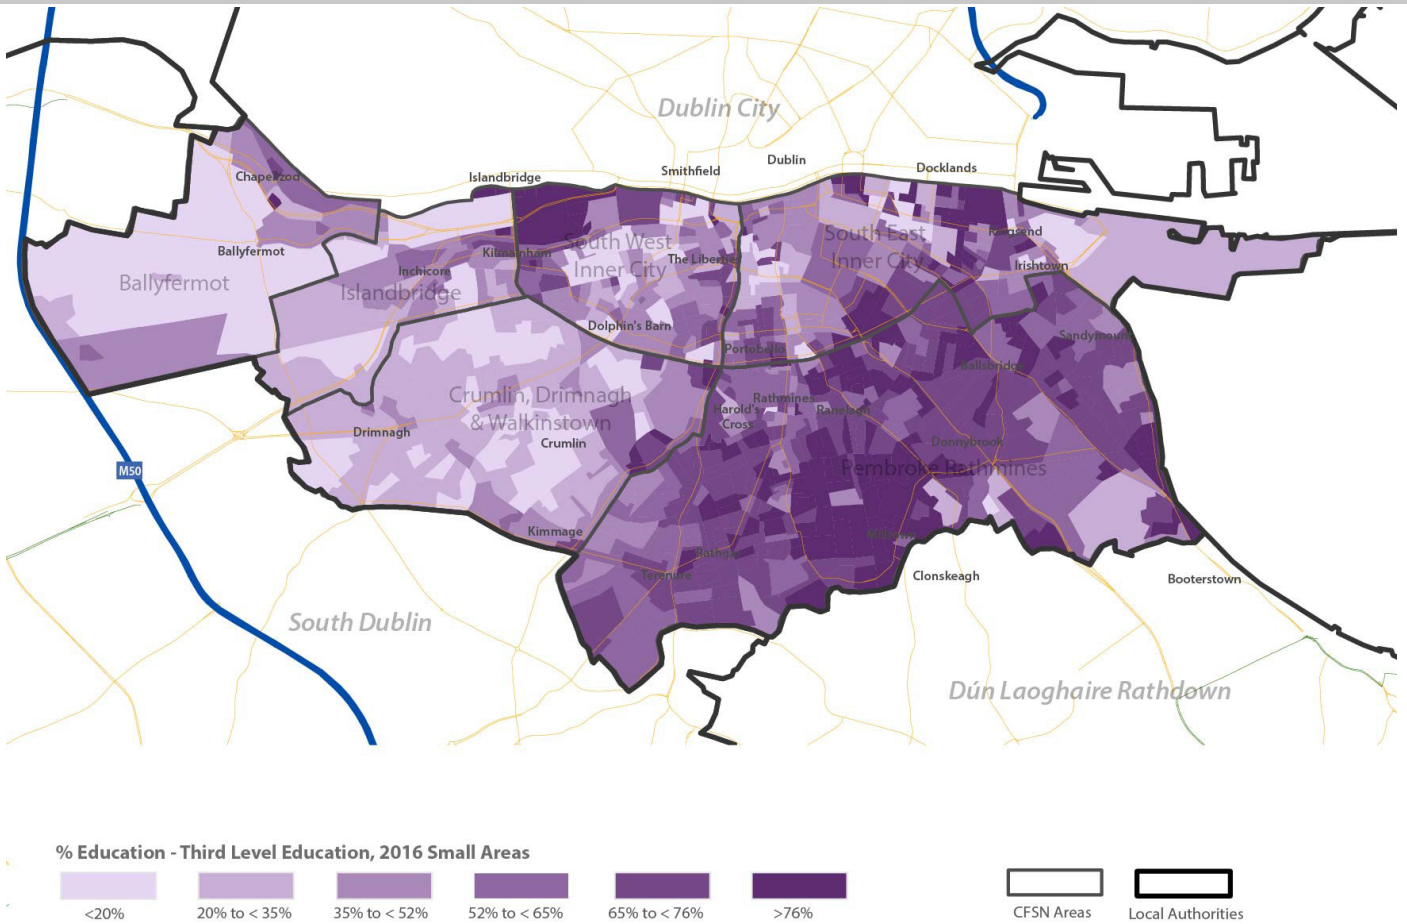 Dublin City
Dublin
Smithfield
Docklands
Islandbridge
Chapelizod
Ballyfermot
Ballyfermot
Kilmainham
Inchicore
Islandbridge
South West
Inner City
The Liberties
South East
Inner City
Ringsend
Irishtown
Dolphin's Barn
Portobello
Sandymount
Ballsbridge
Crumlin, Drimnagh
& Walkinstown
Drimnagh
Crumlin
Harold's
Cross
Rathmines
Ranelagh
Donnybrook
Pembroke Rathmines
M50
Kimmage
Rathgar
Terenure
Milltown
Clonskeagh
Booterstown
South Dublin
Dún Laoghaire Rathdown
% Education - Third Level Education, 2016 Small Areas
<20%
20% to < 35%
35% to < 52%
52% to < 65%
65% to < 76%
>76%
CFSN Areas
Local Authorities